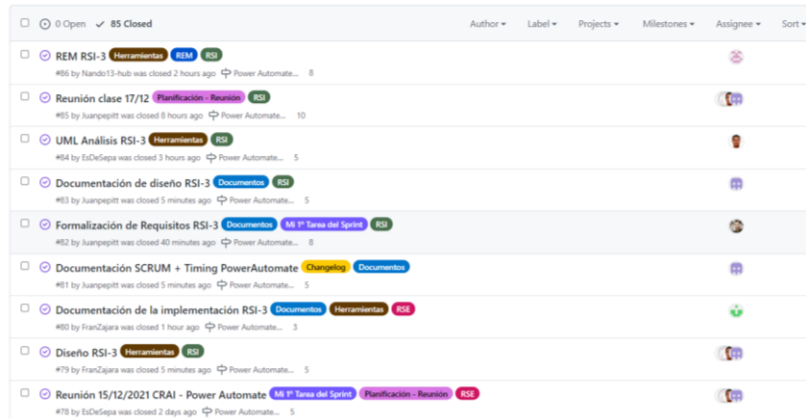 0 Open 85 Closed Author Label Projects Milestones Assignee Sort
REM RSI-3 Herramientas REM RSI
#86 by Nando13-hub was closed 2 hours ago Power Automate... 8
Reunión clase 17/12 Planificación - Reunión RSI
#85 by Juanpepitt was closed 8 hours ago Power Automate... 10
UML Análisis RSI-3 Herramientas RSI
#84 by EsDeSepa was closed 3 hours ago Power Automate... 5
Documentación de diseño RSI-3 Documentos RSI
#83 by Juanpepitt was closed 5 minutes ago Power Automate... 5
Formalización de Requisitos RSI-3 Documentos Mi 1º Tarea del Sprint RSI
#82 by Juanpepitt was closed 40 minutes ago Power Automate... 8
Documentación SCRUM + Timing PowerAutomate Changelog Documentos
#81 by Juanpepitt was closed 5 minutes ago Power Automate... 5
Documentación de la implementación RSI-3 Documentos Herramientas RSE
#80 by FranZajara was closed 1 hour ago Power Automate... 3
Diseño RSI-3 Herramientas RSI
#79 by FranZajara was closed 5 minutes ago Power Automate... 5
Reunión 15/12/2021 CRAI - Power Automate Mi 1º Tarea del Sprint Planificación - Reunión RSE
#78 by EsDeSepa was closed 2 days ago Power Automate... 5